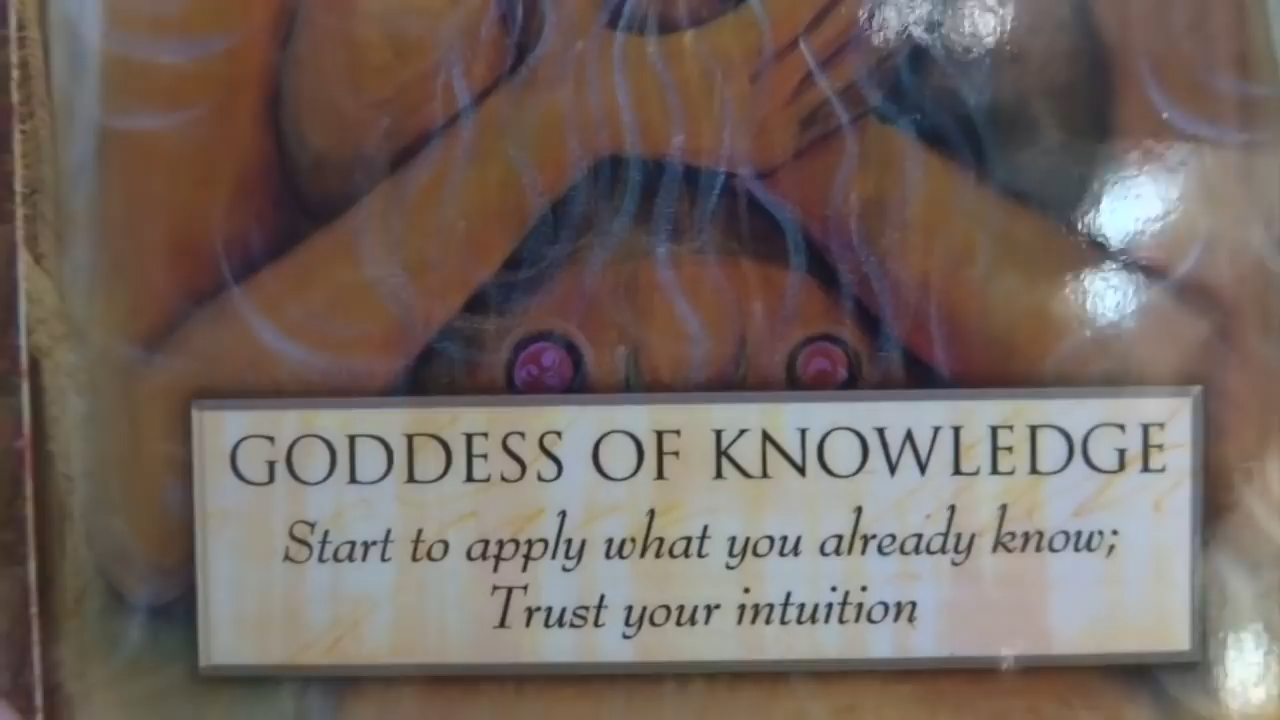 GODDESS OF KNOWLEDGE
Start to apply what you already know;
Trust your intuition